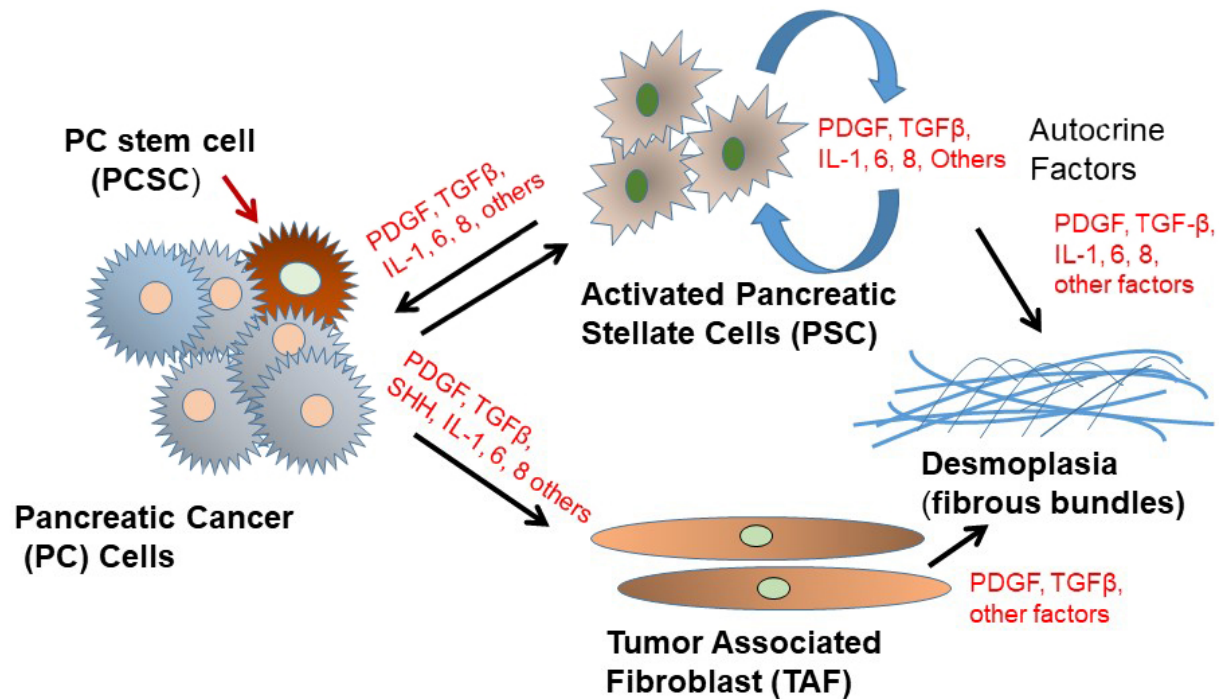 PC stem cell
(PCSC)
PDGF, TGFβ,
IL-1, 6, 8, others
PDGF, TGFβ,
IL-1, 6, 8, Others
Autocrine
Factors
Activated Pancreatic
Stellate Cells (PSC)
PDGF, TGF-β,
IL-1, 6, 8,
other factors
PDGF, TGFβ,
SHH, IL-1, 6, 8 others
Desmoplasia
(fibrous bundles)
Pancreatic Cancer
(PC) Cells
PDGF, TGFβ,
other factors
Tumor Associated
Fibroblast (TAF)